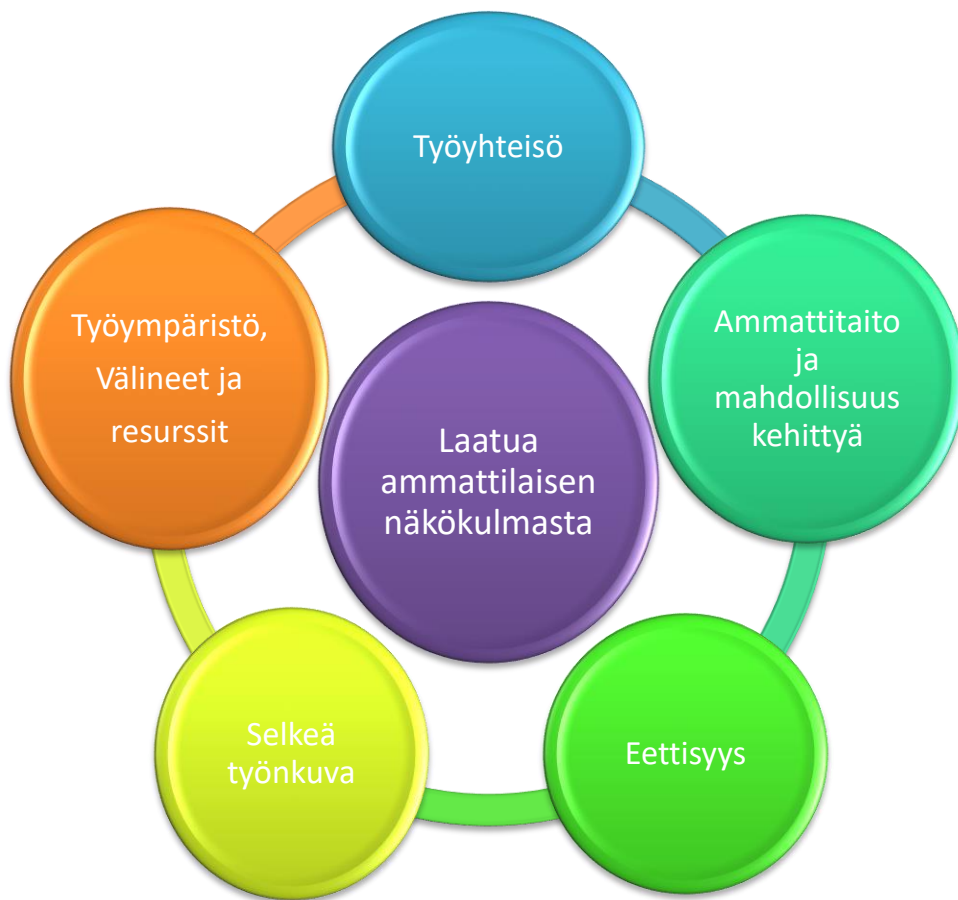 Työyhteisö
Ammattitaito
ja
mahdollisuus
kehittyä
Eettisyys
Selkeä
työnkuva
Työympäristö,
Välineet ja
resurssit
Laatua
ammattilaisen
näkökulmasta